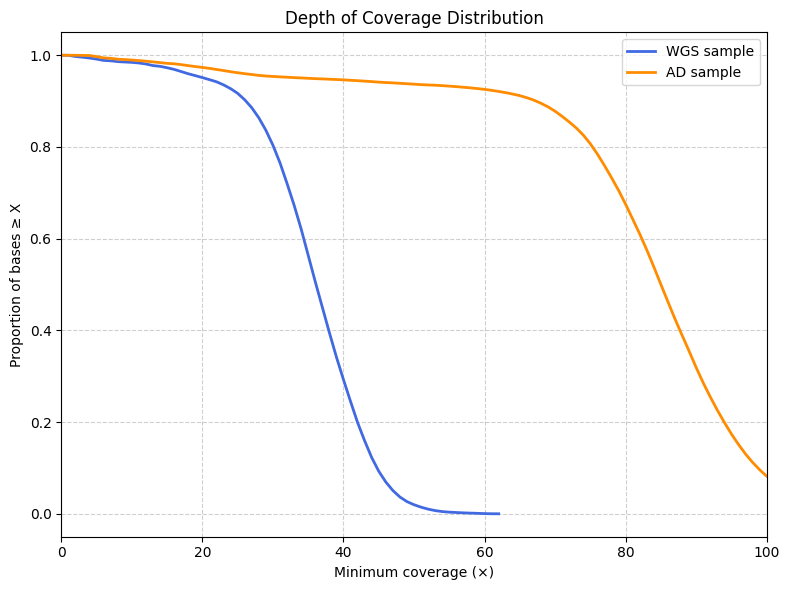 Depth of Coverage Distribution
WGS sample
AD sample
Proportion of bases ≥ X
1.0
0.8
0.6
0.4
0.2
0.0
0
20
40
60
80
100
Minimum coverage (×)